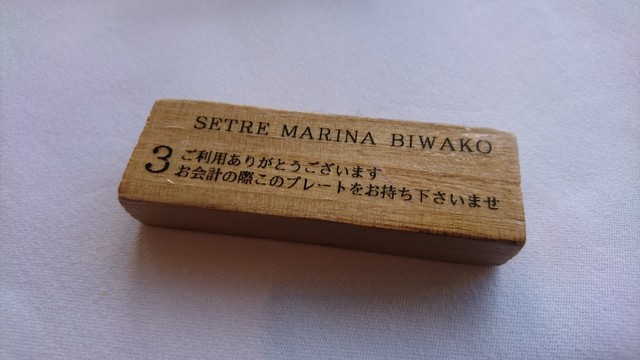 SETRE MARINA BIWAKO
3 ご利用ありがとうございます
お会計の際このプレートをお持ち下さいませ